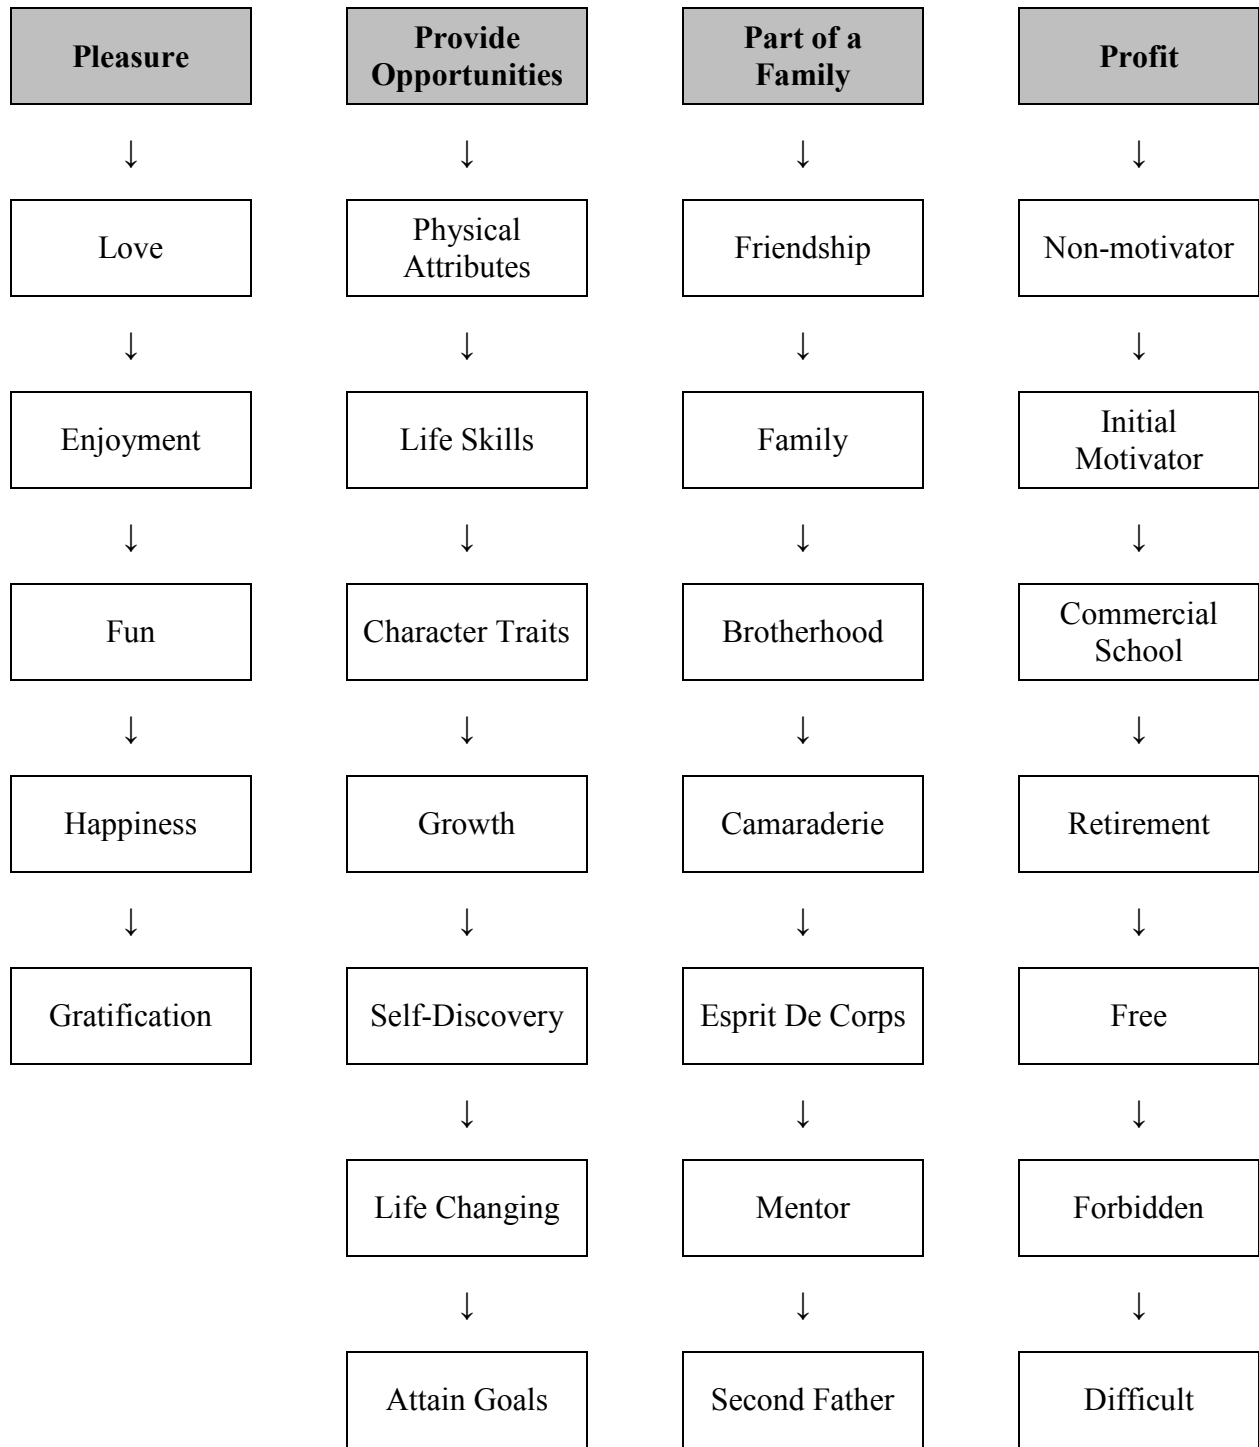 Pleasure
Provide
Opportunities
Part of a
Family
Profit
↓
↓
↓
↓
Love
Physical
Attributes
Friendship
Non-motivator
↓
↓
↓
↓
Enjoyment
Life Skills
Family
Initial
Motivator
↓
↓
↓
↓
Fun
Character Traits
Brotherhood
Commercial
School
↓
↓
↓
↓
Happiness
Growth
Camaraderie
Retirement
↓
↓
↓
↓
Gratification
Self-Discovery
Esprit De Corps
Free
↓
↓
↓
Life Changing
Mentor
Forbidden
↓
↓
↓
Attain Goals
Second Father
Difficult